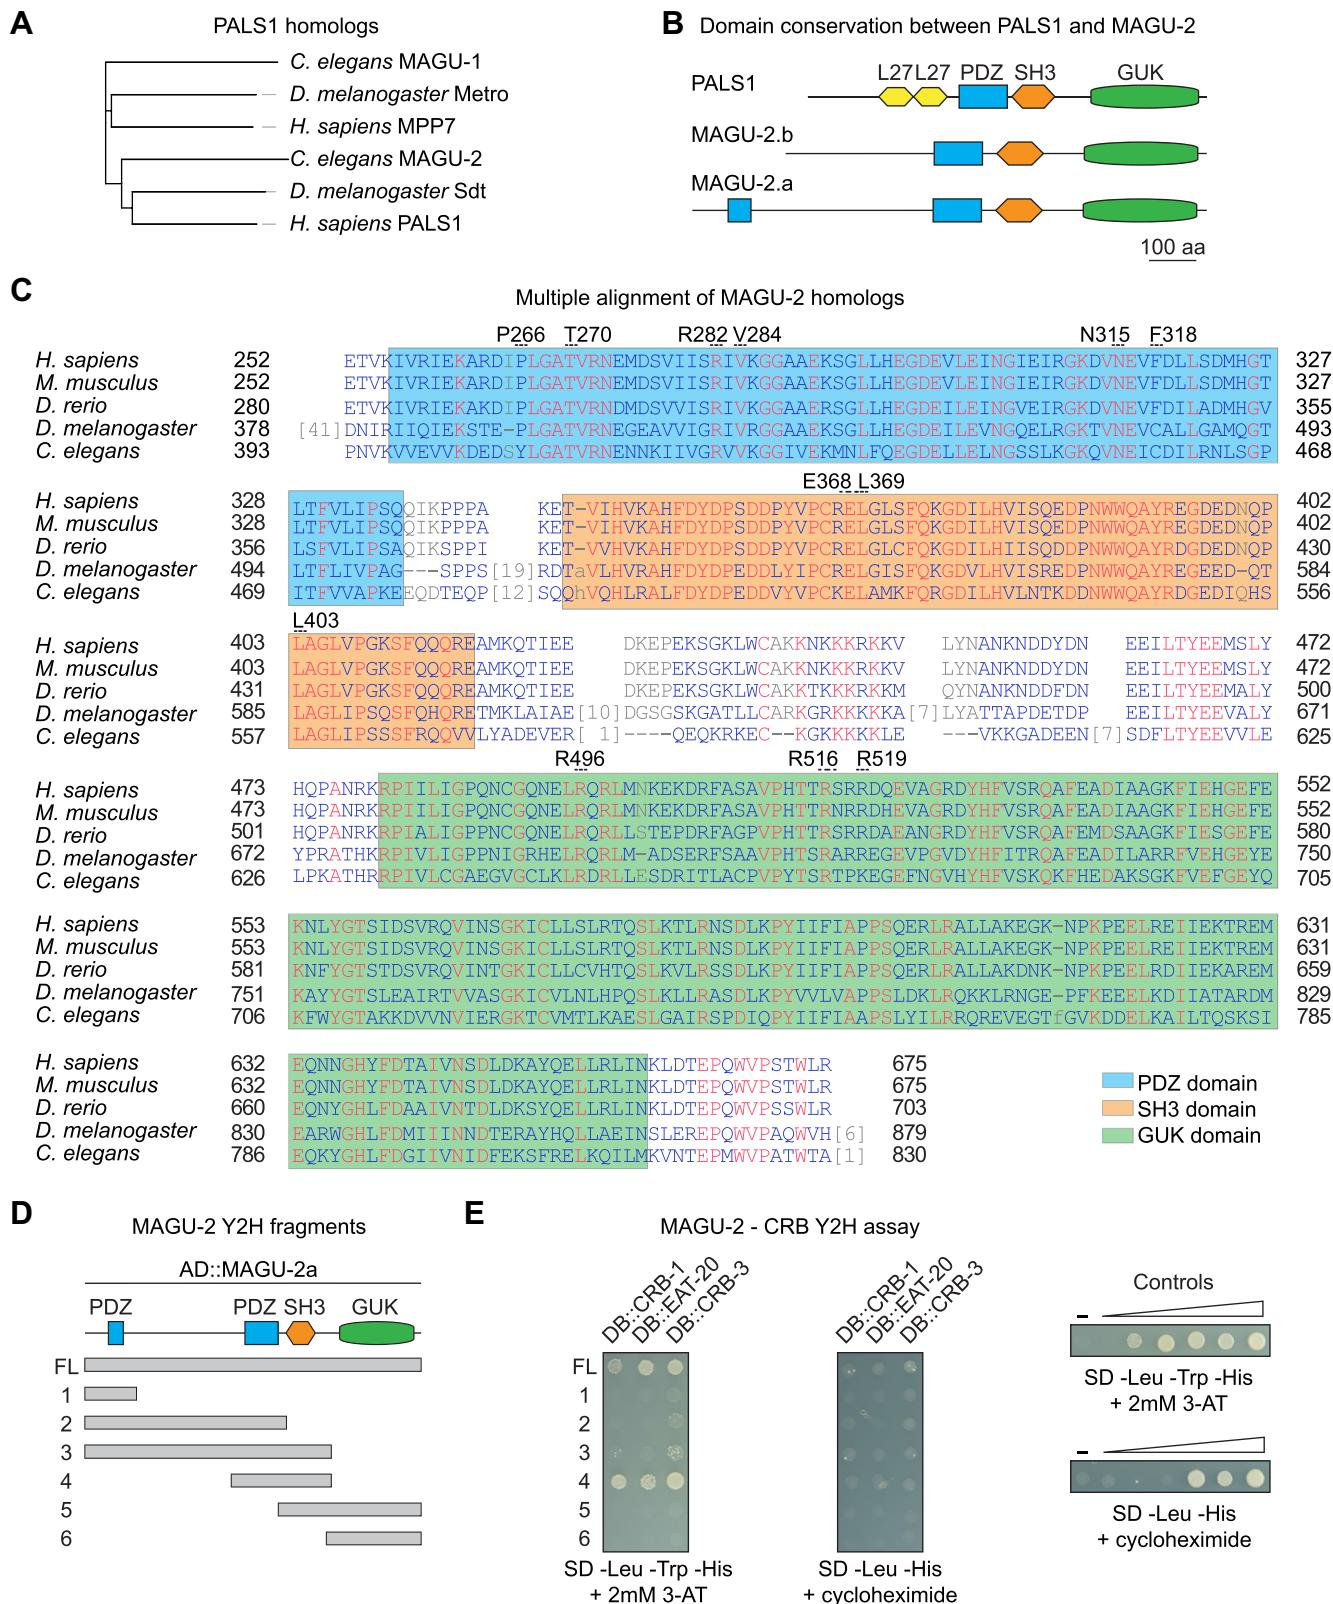 A
PALS1 homologs
C. elegans MAGU-1
D. melanogaster Metro
H. sapiens MPP7
C. elegans MAGU-2
D. melanogaster Sdt
H. sapiens PALS1
B
Domain conservation between PALS1 and MAGU-2
L27 L27 PDZ SH3 GUK
PALS1
MAGU-2.b
MAGU-2.a
100 aa
C
Multiple alignment of MAGU-2 homologs
P266 T270 R282 V284 N315 F318
H. sapiens 252 ETVKIVRIEKARDIPLGATVRNEMDSVIISRIVKGGAAEKSGLLHEGDEVLEINGIEIRGKDVNEVFDLLSDMHGT 327
M. musculus 252 ETVKIVRIEKARDIPLGATVRNEMDSVIISRIVKGGAAEKSGLLHEGDEVLEINGIEIRGKDVNEVFDLLSDMHGT 327
D. rerio 280 ETVKIVRIEKAKDIPLGATVRNDMDSVVISRIVKGGAAERSGLLHEGDEILEINGVEIRGKDVNEVFDILADMHGV 355
D. melanogaster 378 [41]DNIRIIQIEKSTE-PLGATVRNEGEAVVIGRIVRGGAAEKSGLLHEGDEILEVNGQELRGKTVNEVCALLGAMQGT 493
C. elegans 393 PNVKVVEVVKDEDSYLGATVRNENNKIIVGRVVKGGIVEKMNLFQEGDELLELNGSSLKGKQVNEICDILRNLSGP 468
E368 L369
H. sapiens 328 LTFVLIPSQQIKPPPA KET-VIHVKAHFDYDPSDDPYVPCRELGLSFQKGDILHVISQEDPNWWQAYREGDEDNQP 402
M. musculus 328 LTFVLIPSQQIKPPPA KET-VIHVKAHFDYDPSDDPYVPCRELGLSFQKGDILHVISQEDPNWWQAYREGDEDNQP 402
D. rerio 356 LSFVLIPSAQIKSPPI KET-VVHVKAHFDYDPSDDPYVPCRELGLCFQKGDILHIISQDDPNWWQAYRDGDEDNQP 430
D. melanogaster 494 LTFLIVPAG---SPPS[19]RDTaVLHVRAHFDYDPEDDLYIPCRELGISFQKGDVLHVISREDPNWWQAYREGEED-QT 584
C. elegans 469 ITFVVAPKEEQDTEQP[12]SQQhVQHLRALFDYDPEDDVYVPCKELAMKFQRGDILHVLNTKDDNWWQAYRDGEDIQHS 556
L403
H. sapiens 403 LAGLVPGKSFQQQREAMKQTIEE DKEPEKSGKLWCAKKNKKKRKKV LYNANKNDDYDN EEILTYEEMSLY 472
M. musculus 403 LAGLVPGKSFQQQREAMKQTIEE DKEPEKSGKLWCAKKNKKKRKKV LYNANKNDDYDN EEILTYEEMSLY 472
D. rerio 431 LAGLVPGKSFQQQREAMKQTIEE DKEPEKSGKLWCAKKTKKKRKKM QYNANKNDDFDN EEILTYEEMALY 500
D. melanogaster 585 LAGLIPSQSFQHQRETMKLAIAE[10]DGSGSKGATLLCARKGRKKKKKA[7]LYATTAPDETDP EEILTYEEVALY 671
C. elegans 557 LAGLIPSSSFRQQVVLYADEVER[ 1]----QEQKRKEC--KGKKKKKLE ---VKKGADEEN[7]SDFLTYEEVVLE 625
R496 R516 R519
H. sapiens 473 HQPANRKRPIILIGPQNCGQNELRQRLMNKEKDRFASAVPHTTRSRRDQEVAGRDYHFVSRQAFEADIAAGKFIEHGEFE 552
M. musculus 473 HQPANRKRPIILIGPQNCGQNELRQRLMNKEKDRFASAVPHTTRSRRDQEVAGRDYHFVSRQAFEADIAAGKFIEHGEFE 552
D. rerio 501 HQPANRKRPIALIGPPNCGQNELRQRLLSTEPDRFAGPVPHTTRSRRDAEANGRDYHFVSRQAFEMDSAAGKFIESGEFE 580
D. melanogaster 672 YPRATHKRPIVLIGPPNIGRHELRQRLM-ADSERFSAAVPHTSRARREGEVPGVDYHFITRQAFEADILARRFVEHGEYE 750
C. elegans 626 LPKATHRRPIVLCGAEGVGCLKLRDRLLESDRITLACPVPYTSRTPKEGEFNGVHYHFVSKQKFHEDAKSGKFVEFGEYQ 705
H. sapiens 553 KNLYGTSIDSVRQVINSGKICLLSLRTQSLKTLRNSDLKPYIIFIAPPSQERLRALLAKEGK-NPKPEELREIIEKTREM 631
M. musculus 553 KNLYGTSIDSVRQVINSGKICLLSLRTQSLKTLRNSDLKPYIIFIAPPSQERLRALLAKEGK-NPKPEELREIIEKTREM 631
D. rerio 581 KNFYGTSTDSVRQVINTGKICLLCVHTQSLKVLRSSDLKPYIIFIAPPSQERLRALLAKDNK-NPKPEELRDIIEKAREM 659
D. melanogaster 751 KAYYGTSLEAIRTVVASGKICVLNLHPQSLKLLRASDLKPYVVLVAPPSLDKLRQKKLRNGE-PFKEEELKDIIATARDM 829
C. elegans 706 KFWYGTAKKDVVNVIERGKTCVMTLKAESLGAIRSPDIQPYIIFIAAPSLYILRRQREVEGTfGVKDDELKAILTQSKSI 785
H. sapiens 632 EQNNGHYFDTAIVNSDLDKAYQELLRLINKLDTEPQWVPSTWLR 675
M. musculus 632 EQNNGHYFDTAIVNSDLDKAYQELLRLINKLDTEPQWVPSTWLR 675
D. rerio 660 EQNYGHLFDAAIVNTDLDKSYQELLRLINKLDTEPQWVPSSWLR 703
D. melanogaster 830 EARWGHLFDMIIINNDTERAYHQLLAEINSLEREPQWVPAQWVH[6] 879
C. elegans 786 EQKYGHLFDGIIVNIDFEKSFRELKQILMKVNTEPMWVPATWTA[1] 830
PDZ domain
SH3 domain
GUK domain
D
MAGU-2 Y2H fragments
AD::MAGU-2a
PDZ PDZ SH3 GUK
FL
1
2
3
4
5
6
E
MAGU-2 - CRB Y2H assay
DB::CRB-1
DB::EAT-20
DB::CRB-3
DB::CRB-1
DB::EAT-20
DB::CRB-3
FL
1
2
3
4
5
6
SD -Leu -Trp -His
+ 2mM 3-AT
SD -Leu -His
+ cycloheximide
Controls
–
SD -Leu -Trp -His
+ 2mM 3-AT
–
SD -Leu -His
+ cycloheximide